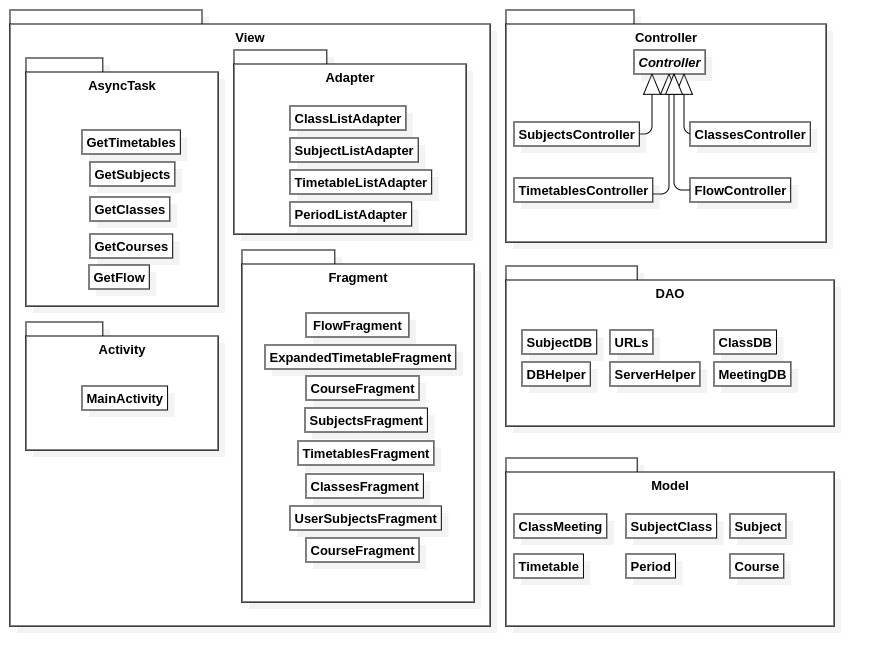 View
AsyncTask
GetTimetables
GetSubjects
GetClasses
GetCourses
GetFlow
Adapter
ClassListAdapter
SubjectListAdapter
TimetableListAdapter
PeriodListAdapter
Activity
MainActivity
Fragment
FlowFragment
ExpandedTimetableFragment
CourseFragment
SubjectsFragment
TimetablesFragment
ClassesFragment
UserSubjectsFragment
CourseFragment
Controller
Controller
SubjectsController
ClassesController
TimetablesController
FlowController
DAO
SubjectDB
URLs
ClassDB
DBHelper
ServerHelper
MeetingDB
Model
ClassMeeting
SubjectClass
Subject
Timetable
Period
Course